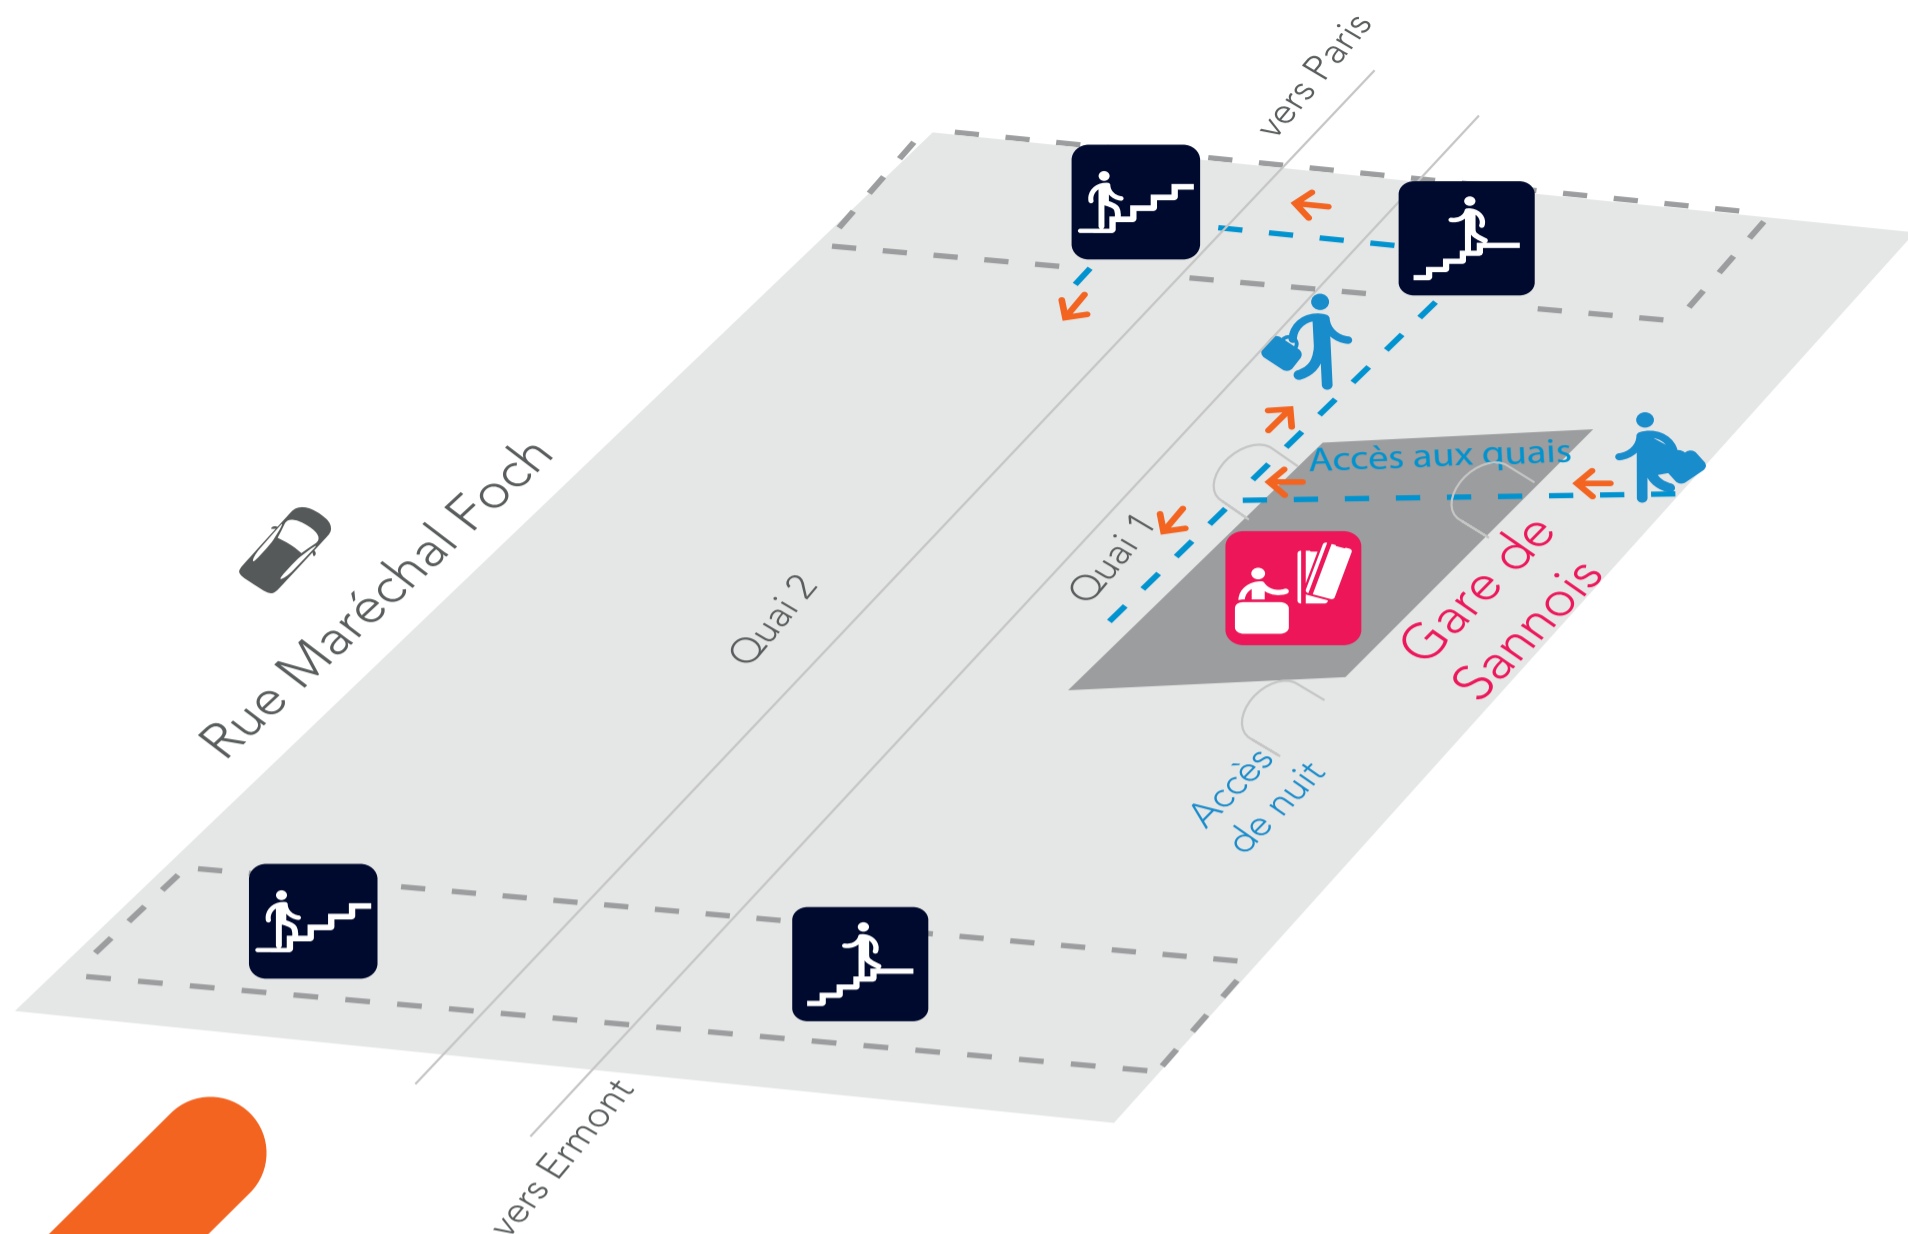 vers Paris
Accès aux quais
Rue Maréchal Foch
Quai 1
Quai 2
Gare de
Sannois
Accès
de nuit
vers Ermont